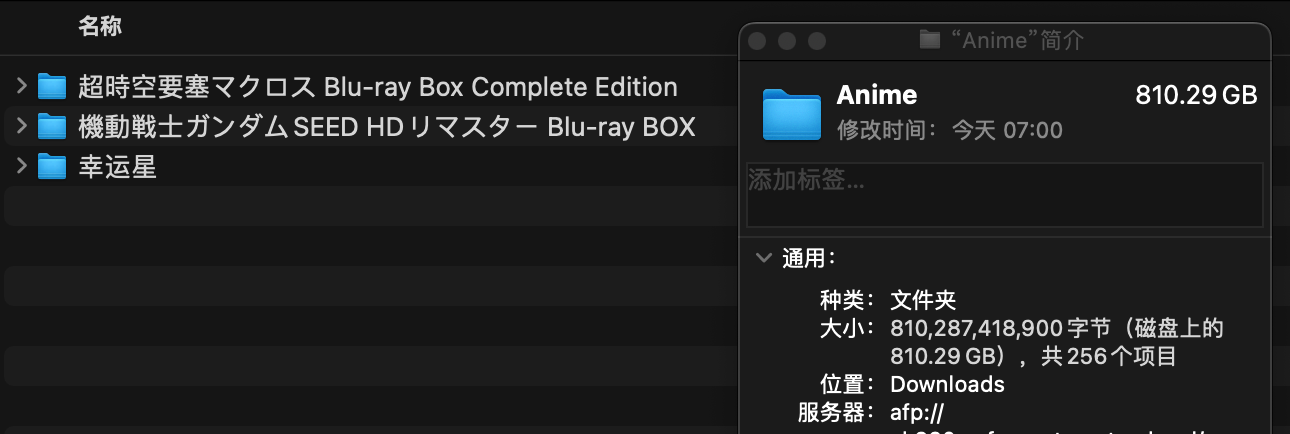 名称
超時空要塞マクロス Blu-ray Box Complete Edition
機動戦士ガンダムSEED HDリマスター Blu-ray BOX
幸运星
“Anime”简介
Anime
810.29 GB
修改时间：今天 07:00
添加标签...
通用：
种类：文件夹
大小：810,287,418,900 字节（磁盘上的
810.29 GB），共 256 个项目
位置：Downloads
服务器：afp://